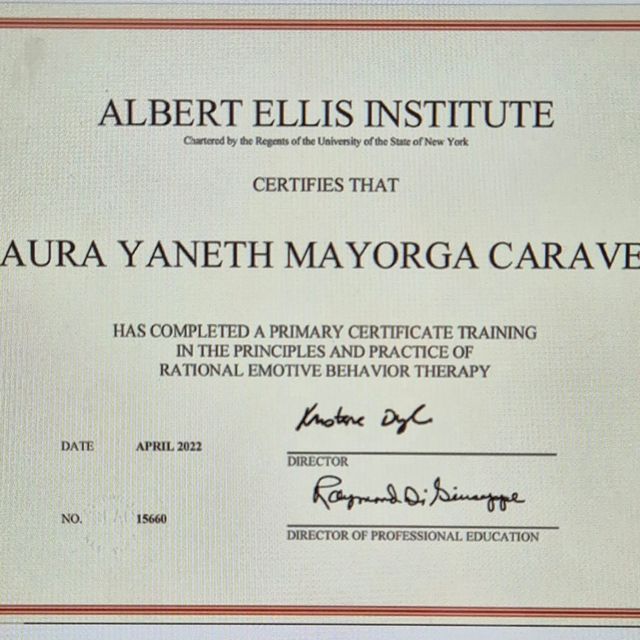 ALBERT ELLIS INSTITUTE
Chartered by the Regents of the University of the State of New York
CERTIFIES THAT
AURA YANETH MAYORGA CARAVE
HAS COMPLETED A PRIMARY CERTIFICATE TRAINING
IN THE PRINCIPLES AND PRACTICE OF
RATIONAL EMOTIVE BEHAVIOR THERAPY
DATE APRIL 2022
DIRECTOR
Raymond DiGiuseppe
NO. 15660
DIRECTOR OF PROFESSIONAL EDUCATION